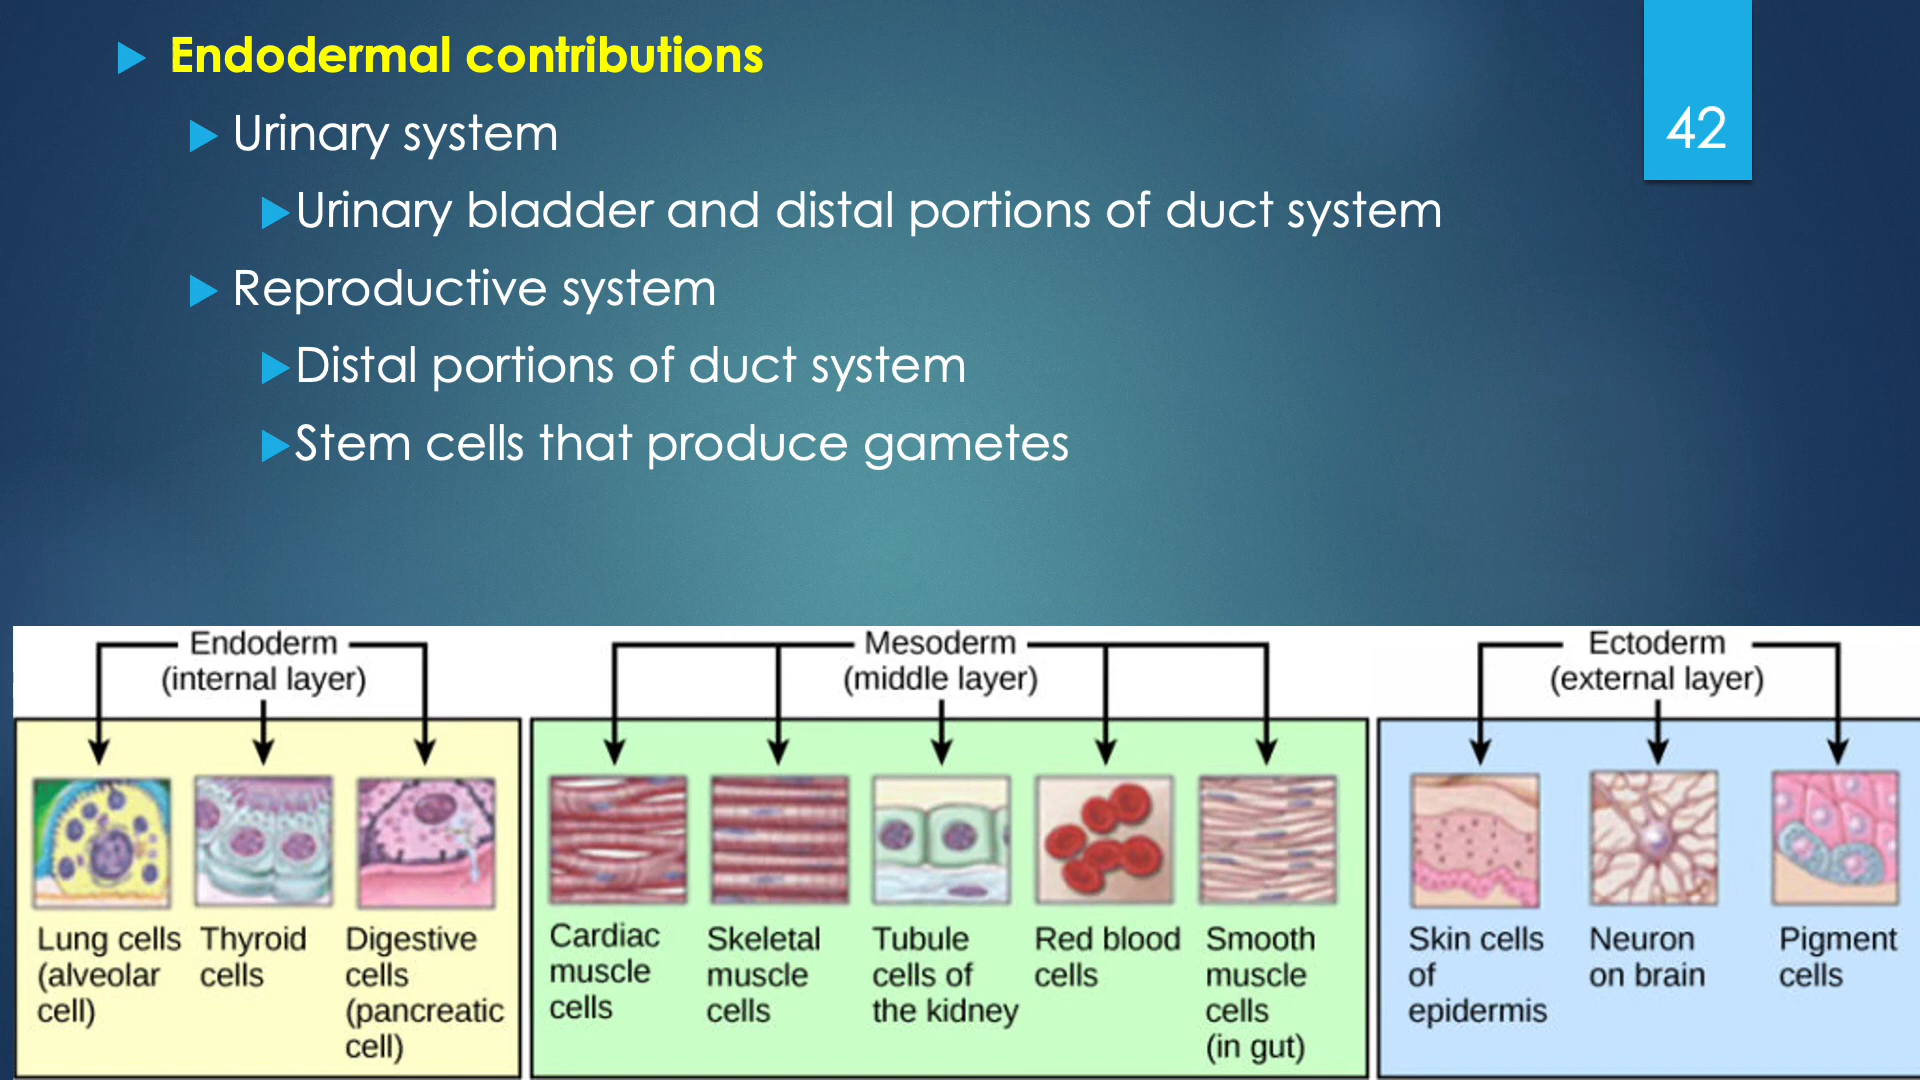 Endodermal contributions
Urinary system
Urinary bladder and distal portions of duct system
Reproductive system
Distal portions of duct system
Stem cells that produce gametes
42
Endoderm
(internal layer)
Lung cells
(alveolar
cell)
Thyroid
cells
Digestive
cells
(pancreatic
cell)
Mesoderm
(middle layer)
Cardiac
muscle
cells
Skeletal
muscle
cells
Tubule
cells of
the kidney
Red blood
cells
Smooth
muscle
cells
(in gut)
Ectoderm
(external layer)
Skin cells
of
epidermis
Neuron
on brain
Pigment
cells